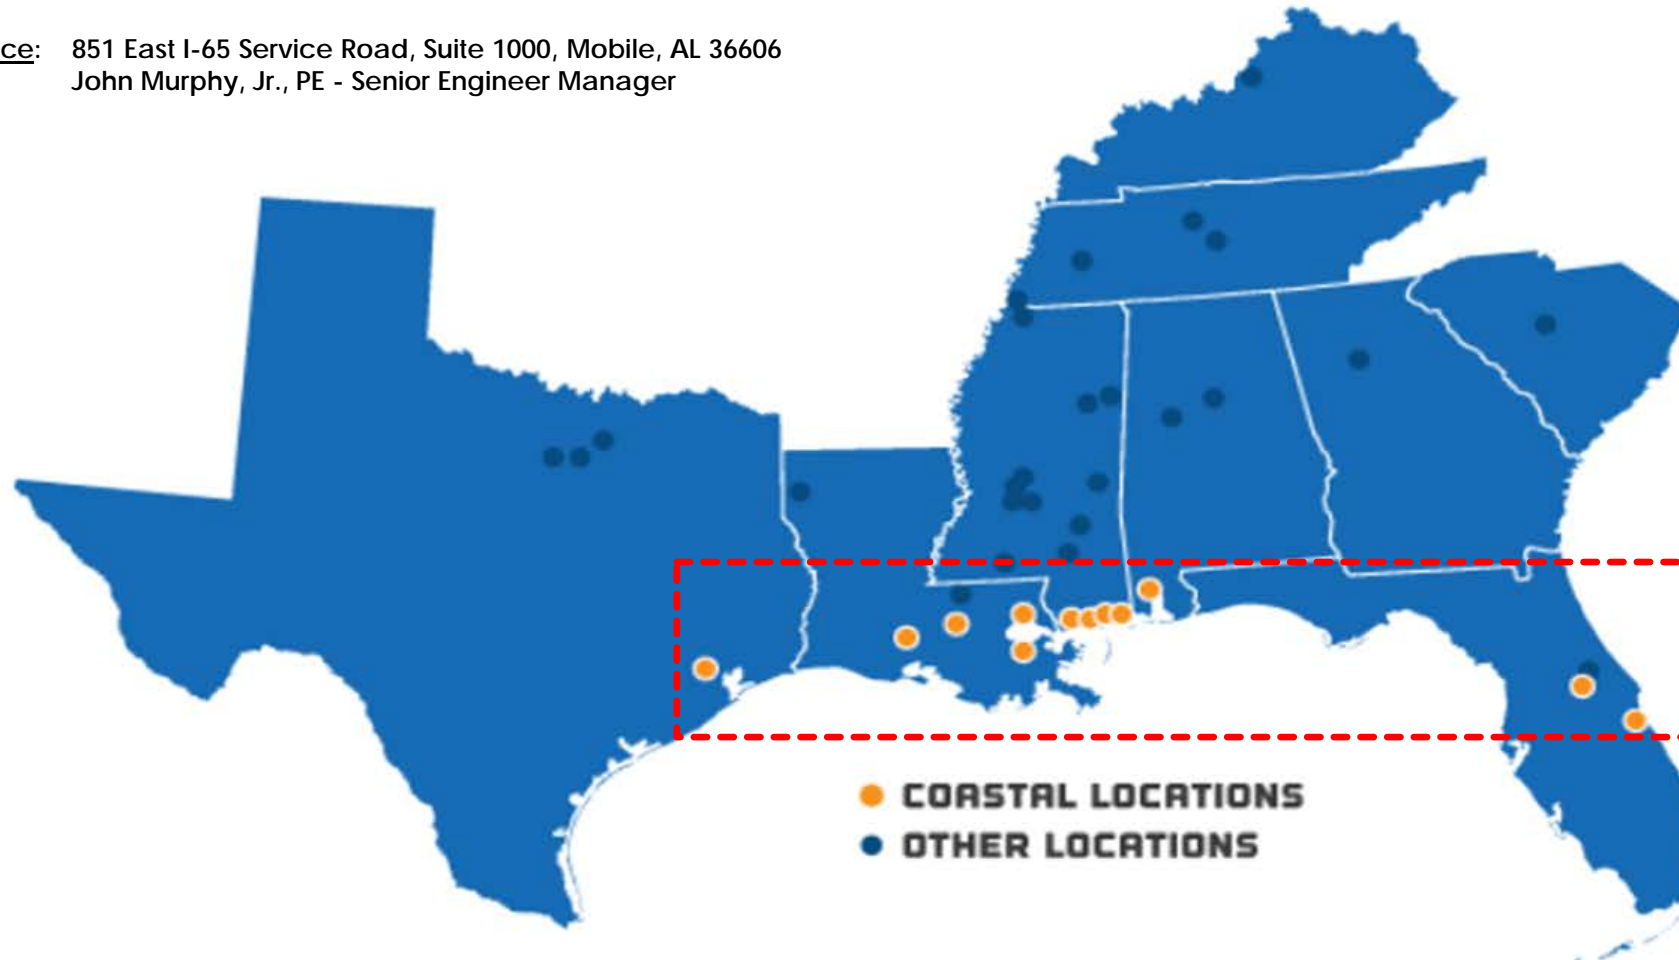 ce: 851 East I-65 Service Road, Suite 1000, Mobile, AL 36606
John Murphy, Jr., PE - Senior Engineer Manager
COASTAL LOCATIONS
OTHER LOCATIONS